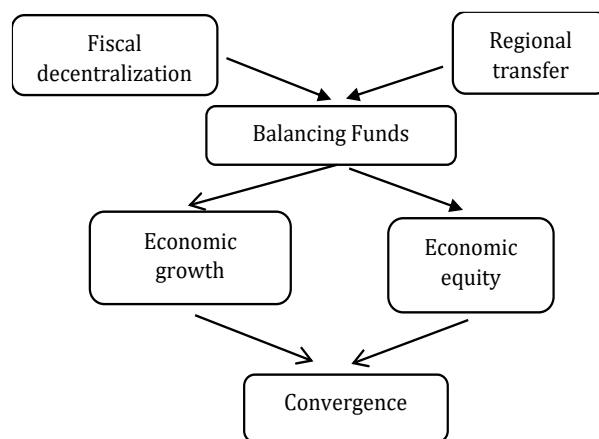 Fiscal
decentralization
Regional
transfer
Balancing Funds
Economic
growth
Economic
equity
Convergence